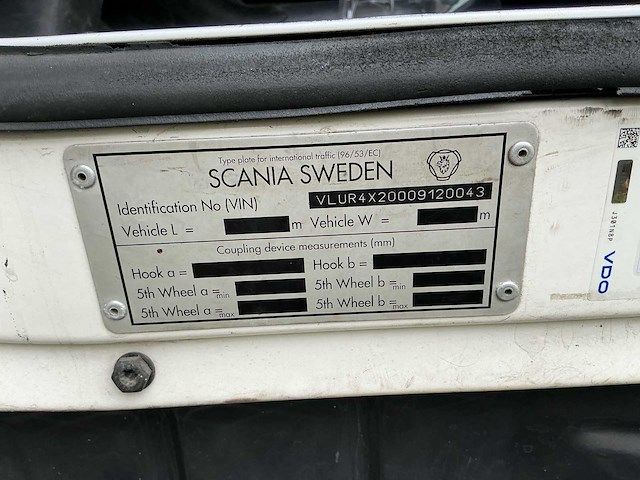 Type plate for international traffic (96/53/EC)
SCANIA SWEDEN
Identification No (VIN) VLUR4X20009120043
Vehicle L = m Vehicle W = m
Coupling device measurements (mm)
Hook a = Hook b =
5th Wheel a min = 5th Wheel b min =
5th Wheel a max = 5th Wheel b max =
J301N8P
VDO